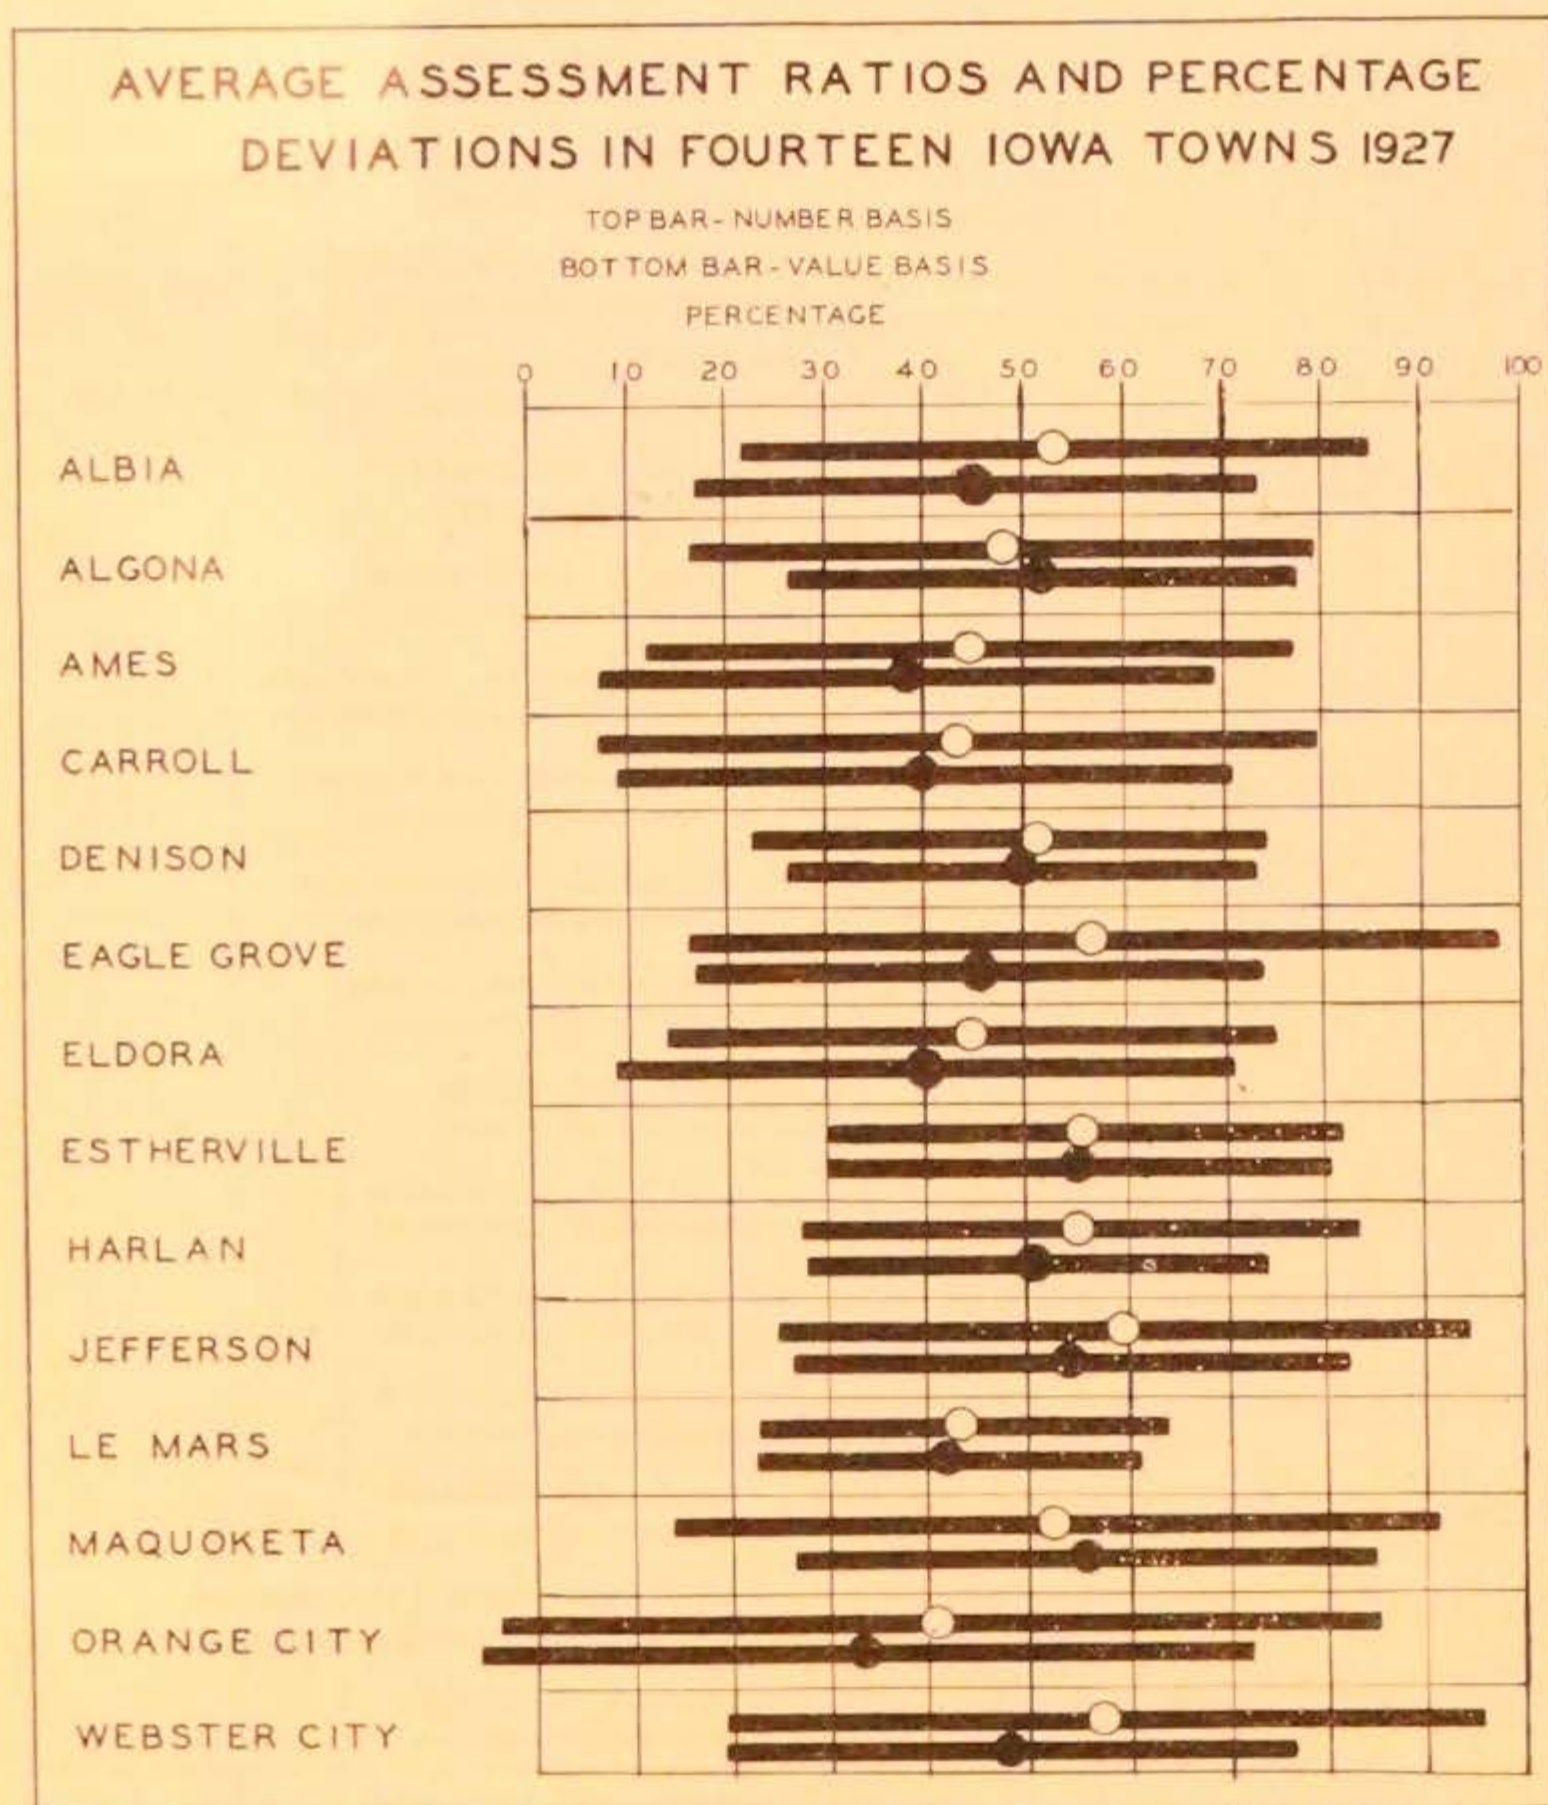 AVERAGE ASSESSMENT RATIOS AND PERCENTAGE
DEVIATIONS IN FOURTEEN IOWA TOWNS 1927
TOP BAR - NUMBER BASIS
BOTTOM BAR - VALUE BASIS
PERCENTAGE
0 10 20 30 40 50 60 70 80 90 100
ALBIA
ALGONA
AMES
CARROLL
DENISON
EAGLE GROVE
ELDORA
ESTHERVILLE
HARLAN
JEFFERSON
LE MARS
MAQUOKETA
ORANGE CITY
WEBSTER CITY